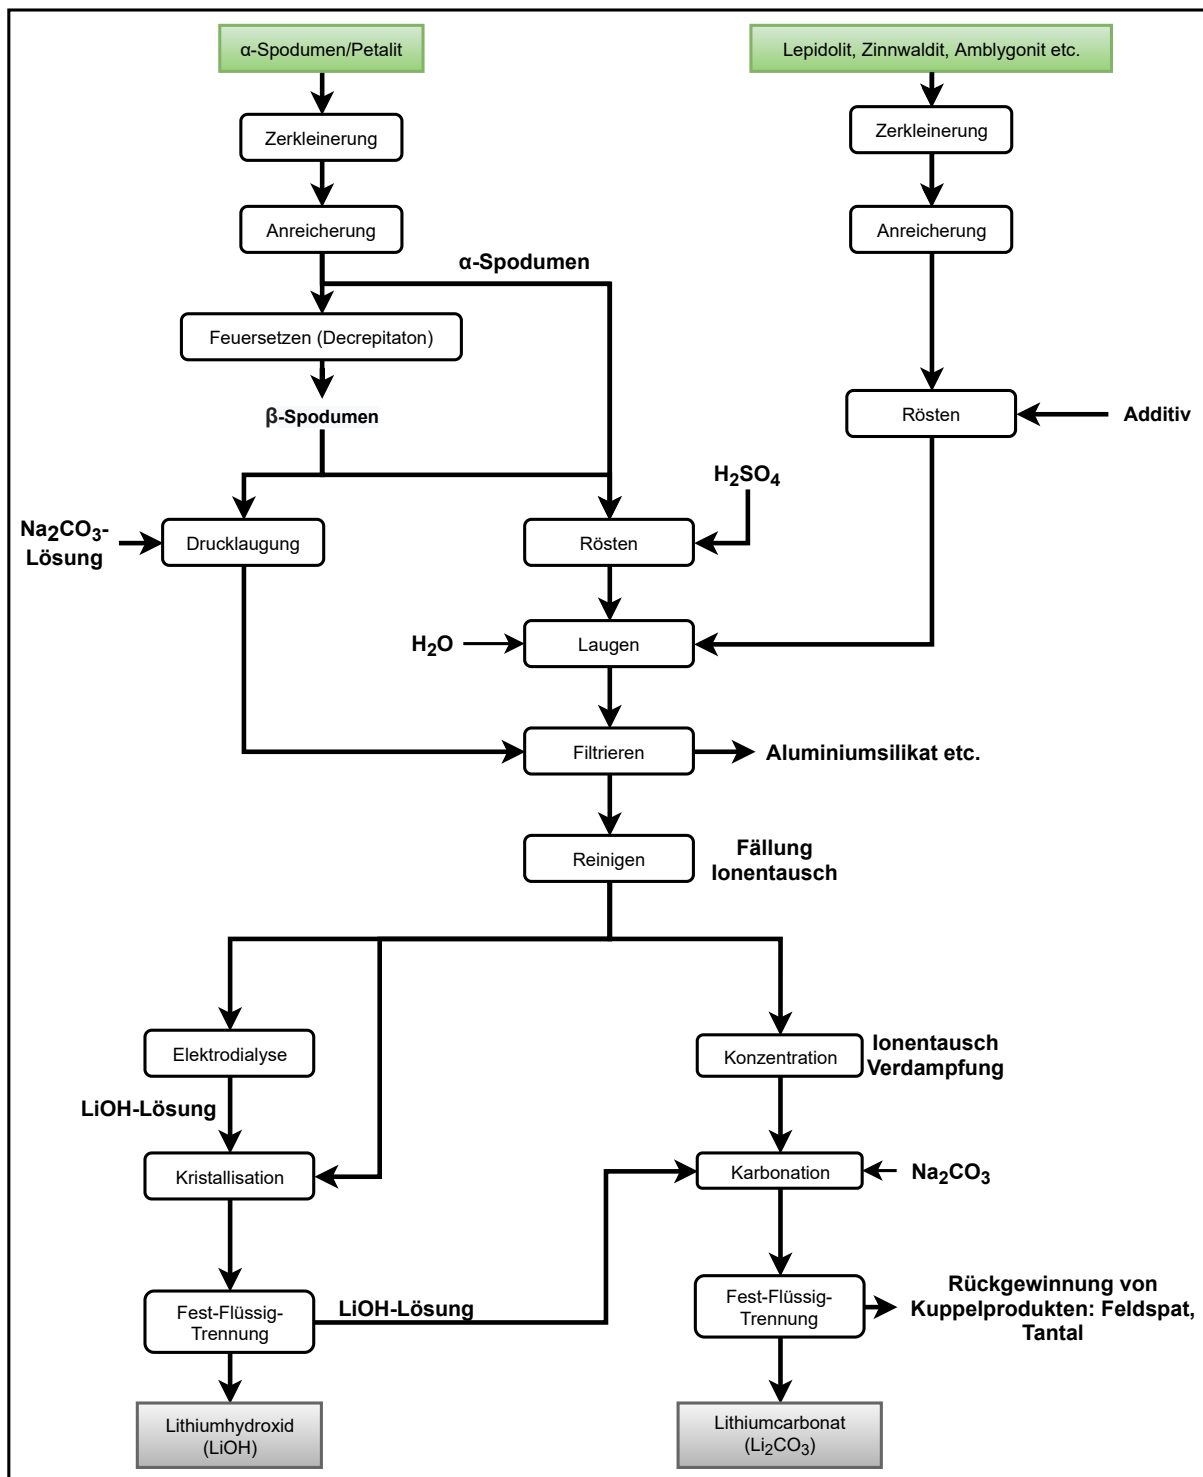 α-Spodumen/Petalit
Lepidolit, Zinnwaldit, Amblygonit etc.
Zerkleinerung
Zerkleinerung
Anreicherung
Anreicherung
α-Spodumen
Feuersetzen (Decrepitaton)
β-Spodumen
Rösten
Additiv
H₂SO₄
Na₂CO₃-
Lösung
Drucklaugung
Rösten
H₂O
Laugen
Filtrieren
Aluminiumsilikat etc.
Reinigen
Fällung
Ionentausch
Elektrodialyse
Konzentration
Ionentausch
Verdampfung
LiOH-Lösung
Kristallisation
Karbonation
Na₂CO₃
Fest-Flüssig-
Trennung
LiOH-Lösung
Fest-Flüssig-
Trennung
Rückgewinnung von
Kuppelprodukten: Feldspat,
Tantal
Lithiumhydroxid
(LiOH)
Lithiumcarbonat
(Li₂CO₃)